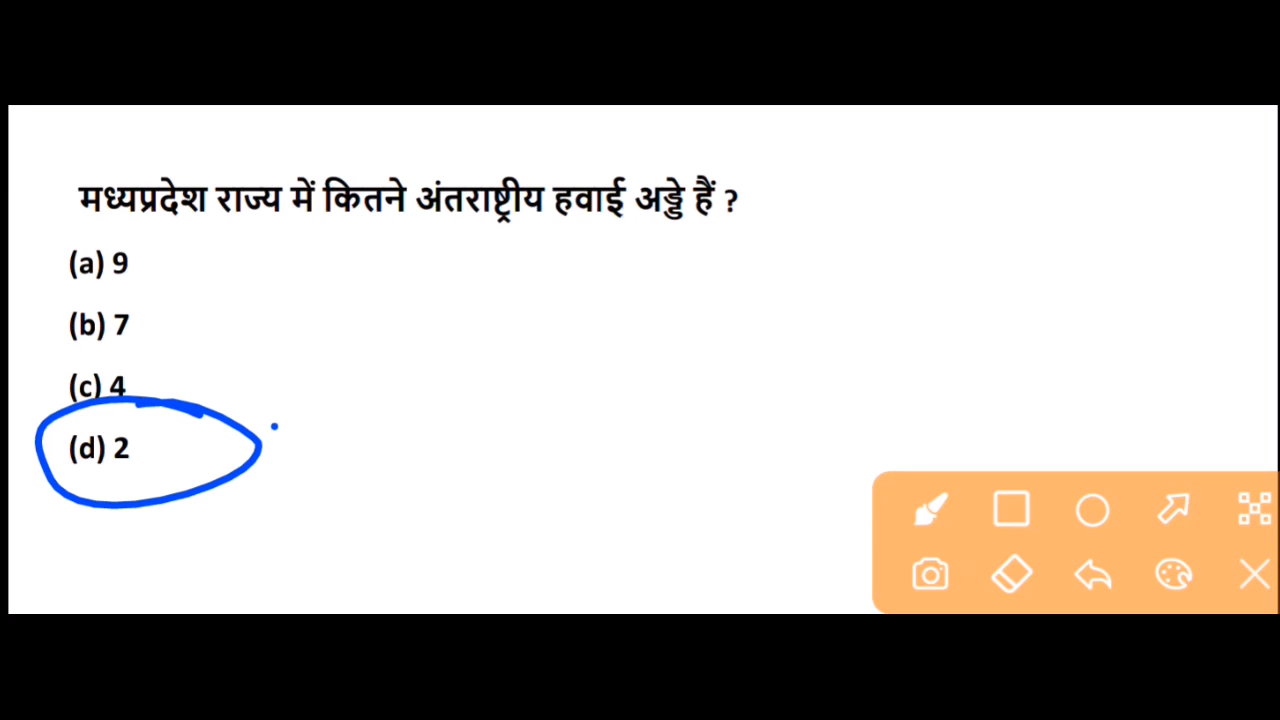 मध्यप्रदेश राज्य में कितने अंतराष्ट्रीय हवाई अड्डे हैं ?
(a) 9
(b) 7
(c) 4
(d) 2